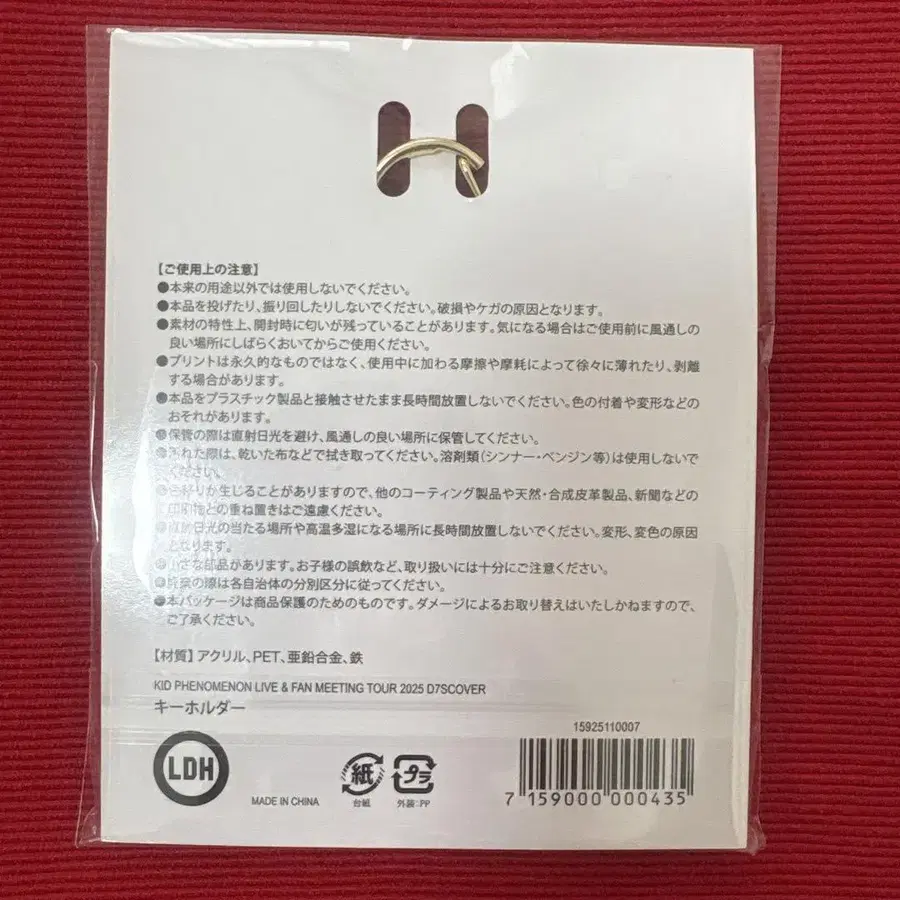 【ご使用上の注意】
●本来の用途以外では使用しないでください。
●本品を投げたり、振り回したりしないでください。破損やケガの原因となります。
●素材の特性上、開封時に匂いが残っていることがあります。気になる場合はご使用前に風通しの
良い場所にしばらくおいてからご使用ください。
●プリントは永久的なものではなく、使用中に加わる摩擦や摩耗によって徐々に薄れたり、剥離
する場合があります。
●本品をプラスチック製品と接触させたまま長時間放置しないでください。色の付着や変形などの
おそれがあります。
●保管の際は直射日光を避け、風通しの良い場所に保管してください。
●汚れた際は、乾いた布などで拭き取ってください。溶剤類(シンナー・ベンジン等)は使用しないで
ください。
●色移りが生じることがありますので、他のコーティング製品や天然・合成皮革製品、新聞などの
印刷物との重ね置きはご遠慮ください。
●直射日光の当たる場所や高温多湿になる場所に長時間放置しないでください。変形、変色の原因
となります。
●小さな部品があります。お子様の誤飲など、取り扱いには十分にご注意ください。
●廃棄の際は各自治体の分別区分に従ってください。
●本パッケージは商品保護のためのものです。ダメージによるお取り替えはいたしかねますので、
ご了承ください。
【材質】アクリル、PET、亜鉛合金、鉄
KID PHENOMENON LIVE & FAN MEETING TOUR 2025 D7SCOVER
キーホルダー
LDH
MADE IN CHINA
紙
台紙
プラ
外装:PP
15925110007
7 159000 000435